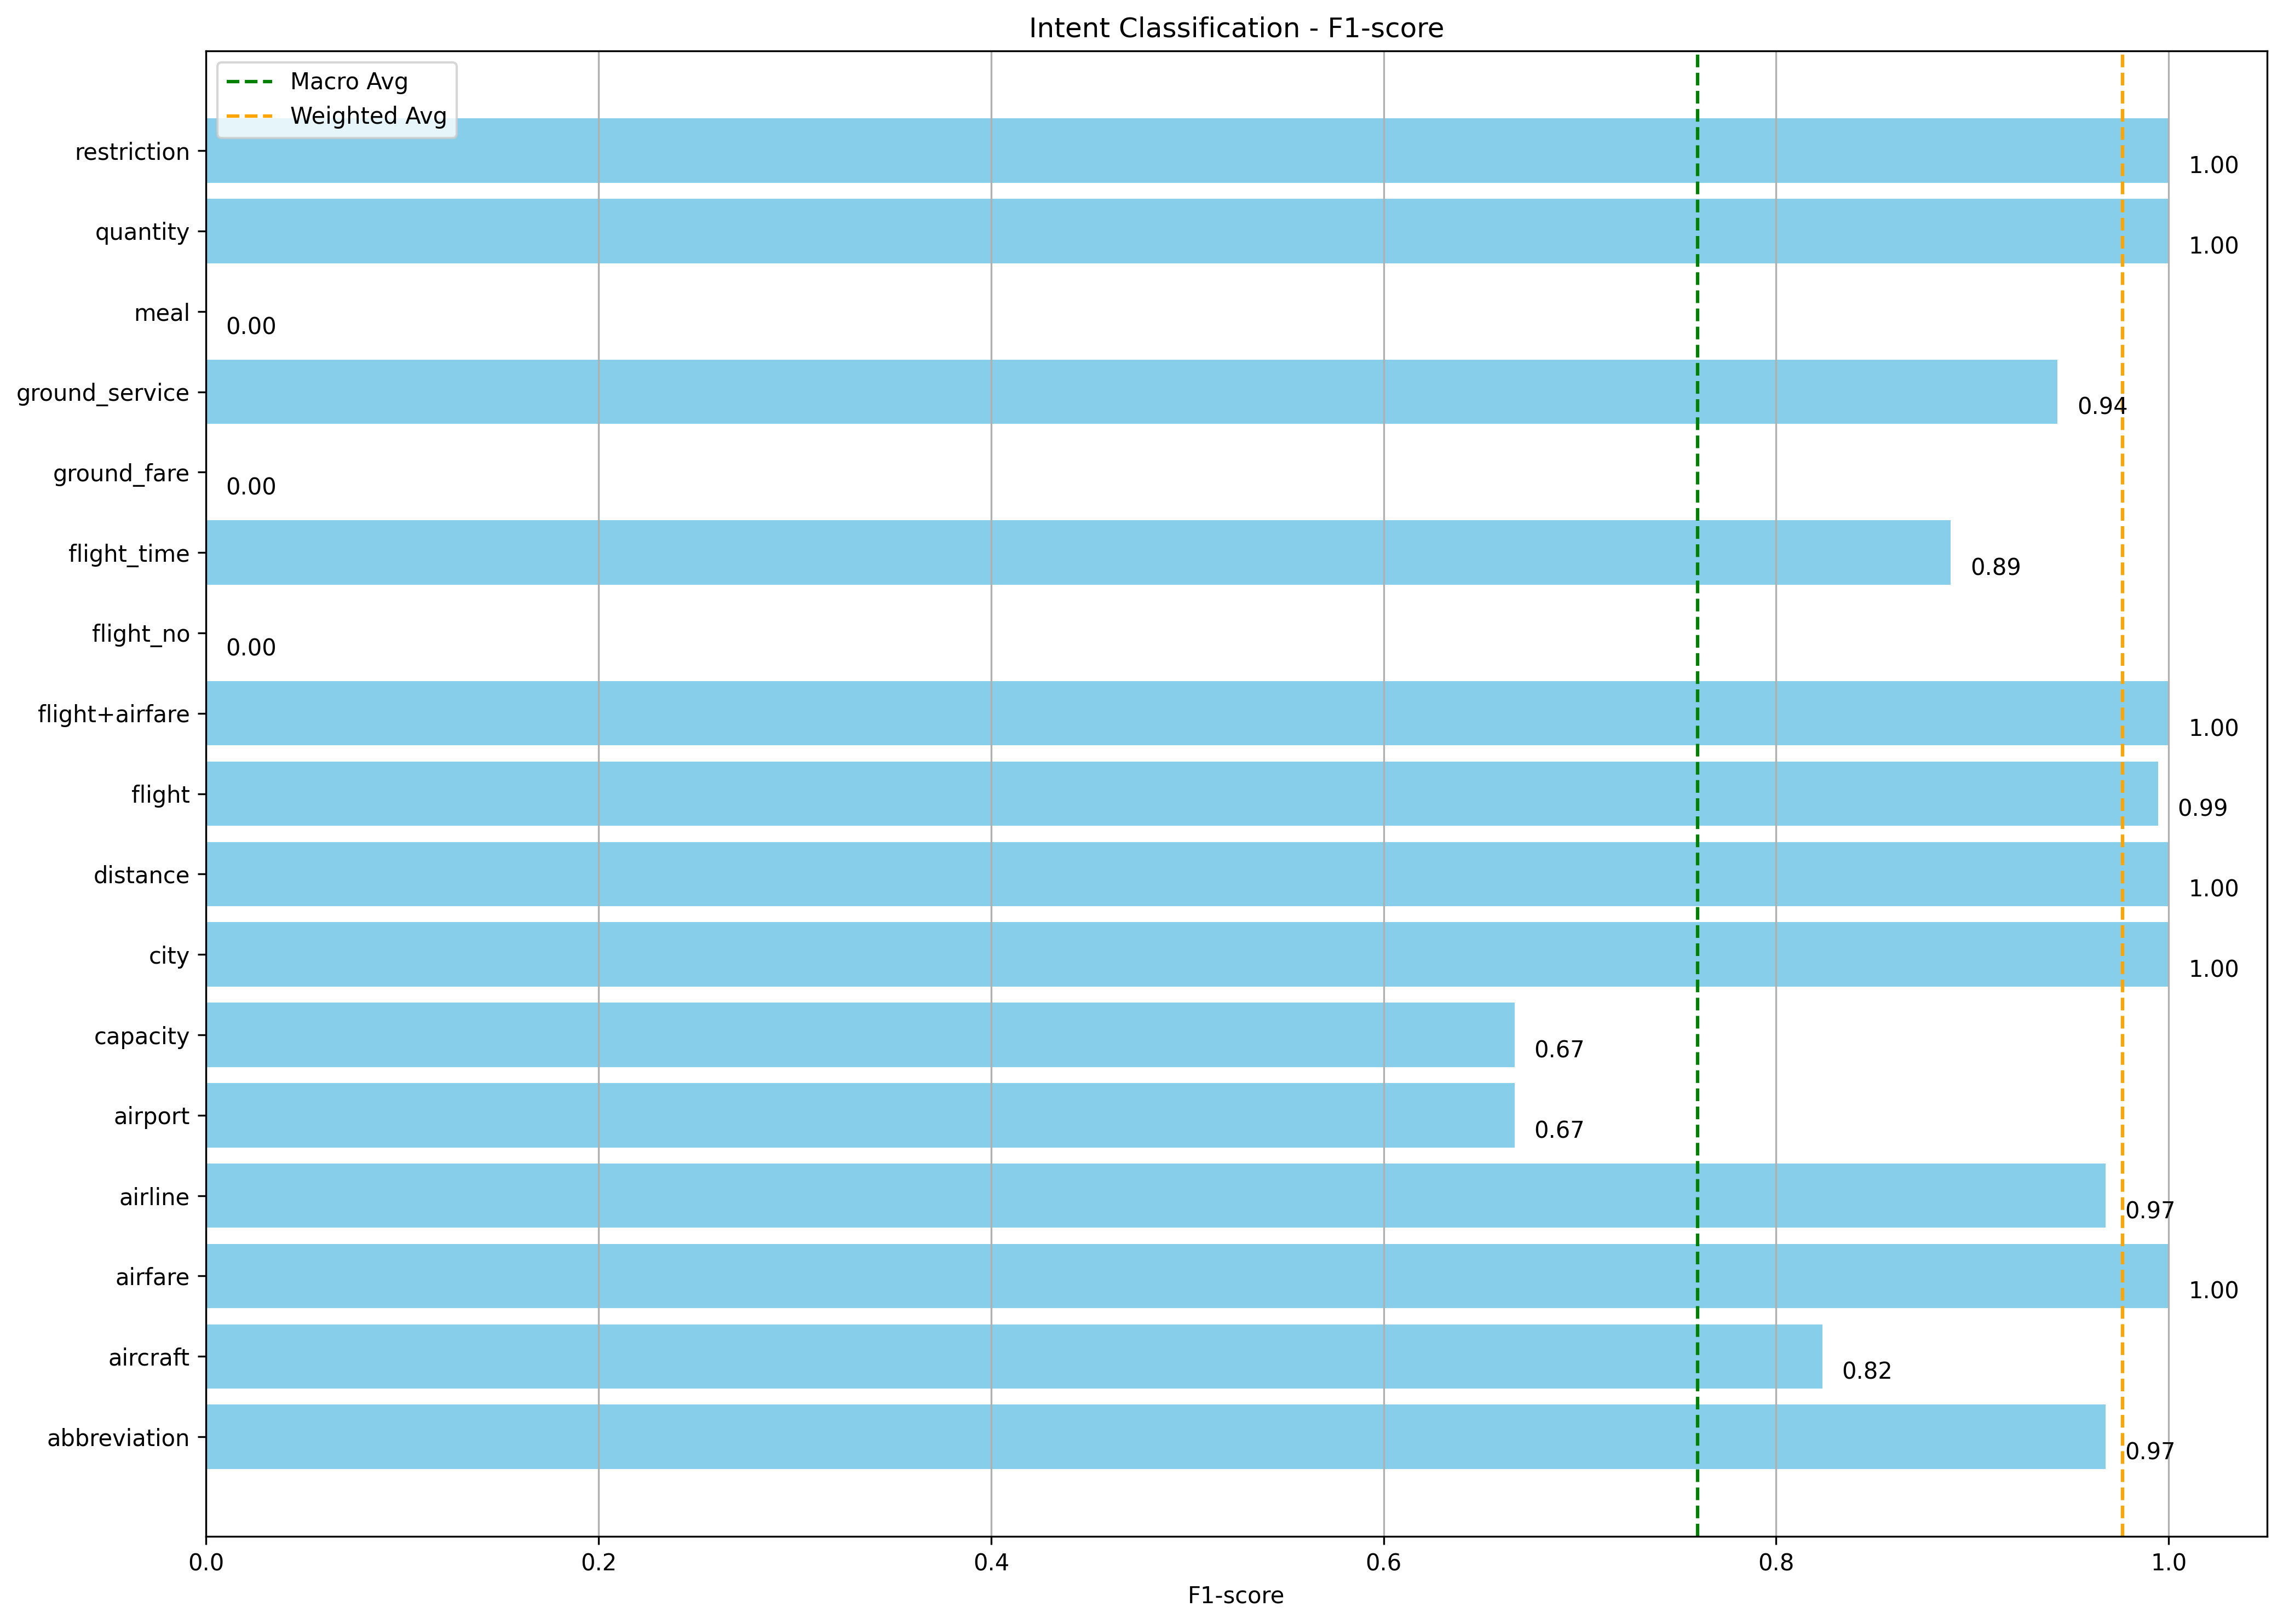 Intent Classification - F1-score
Macro Avg
Weighted Avg
restriction
1.00
quantity
1.00
meal
0.00
ground_service
0.94
ground_fare
0.00
flight_time
0.89
flight_no
0.00
flight+airfare
1.00
flight
0.99
distance
1.00
city
1.00
capacity
0.67
airport
0.67
airline
0.97
airfare
1.00
aircraft
0.82
abbreviation
0.97
0.0 0.2 0.4 0.6 0.8 1.0
F1-score